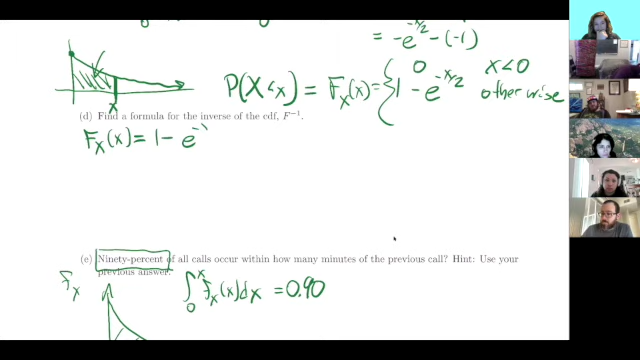 = -e^{-x/2} - (-1)
P(X<x) = F_X(x) = { 0 x<0
1 - e^{-x/2} otherwise
x
(d) Find a formula for the inverse of the cdf, F^{-1}.
F_X(x) = 1 - e^{-
(e) Ninety-percent of all calls occur within how many minutes of the previous call? Hint: Use your
previous answer.
f_X
∫_0^x f_X(x)dx = 0.90